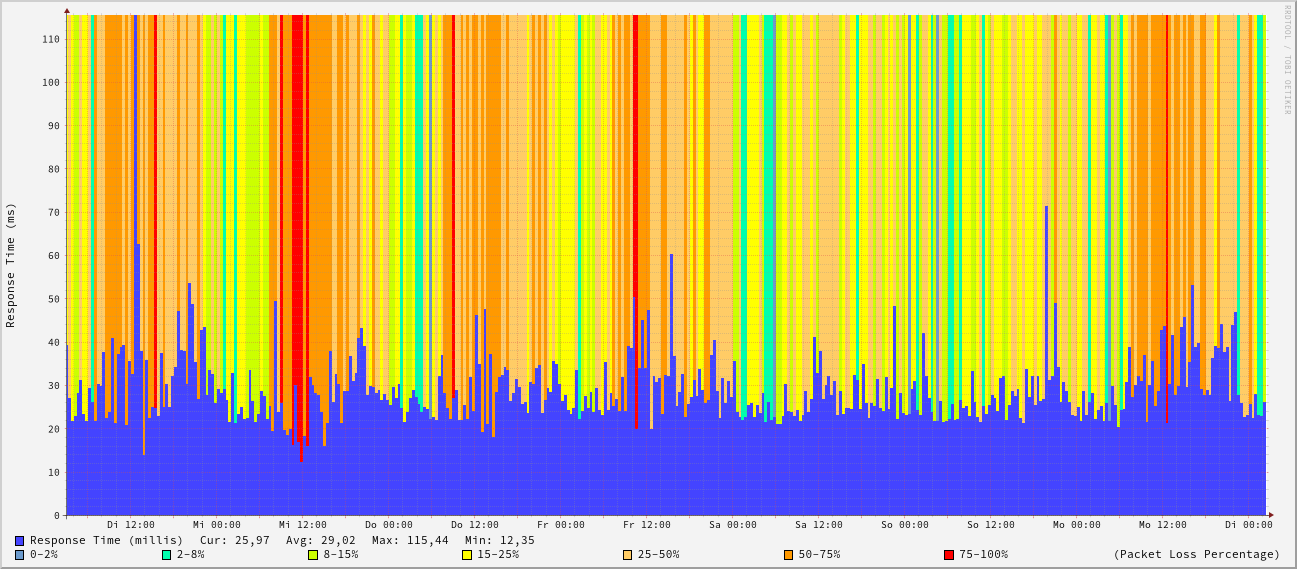 RRDTOOL / TOBI OETIKER
Response Time (ms)
110
100
90
80
70
60
50
40
30
20
10
0
Di 12:00 Mi 00:00 Mi 12:00 Do 00:00 Do 12:00 Fr 00:00 Fr 12:00 Sa 00:00 Sa 12:00 So 00:00 So 12:00 Mo 00:00 Mo 12:00 Di 00:00
Response Time (millis) Cur: 25,97 Avg: 29,02 Max: 115,44 Min: 12,35
0-2% 2-8% 8-15% 15-25% 25-50% 50-75% 75-100% (Packet Loss Percentage)